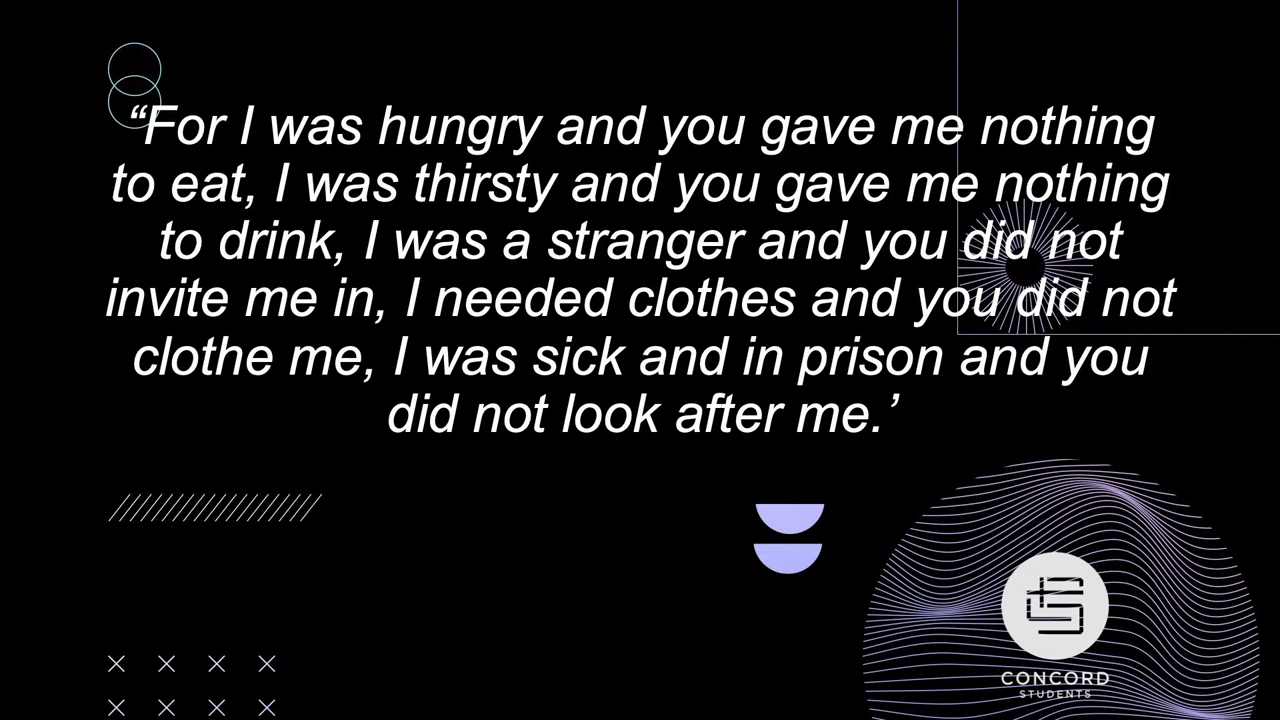 “For I was hungry and you gave me nothing
to eat, I was thirsty and you gave me nothing
to drink, I was a stranger and you did not
invite me in, I needed clothes and you did not
clothe me, I was sick and in prison and you
did not look after me.’
CONCORD
STUDENTS